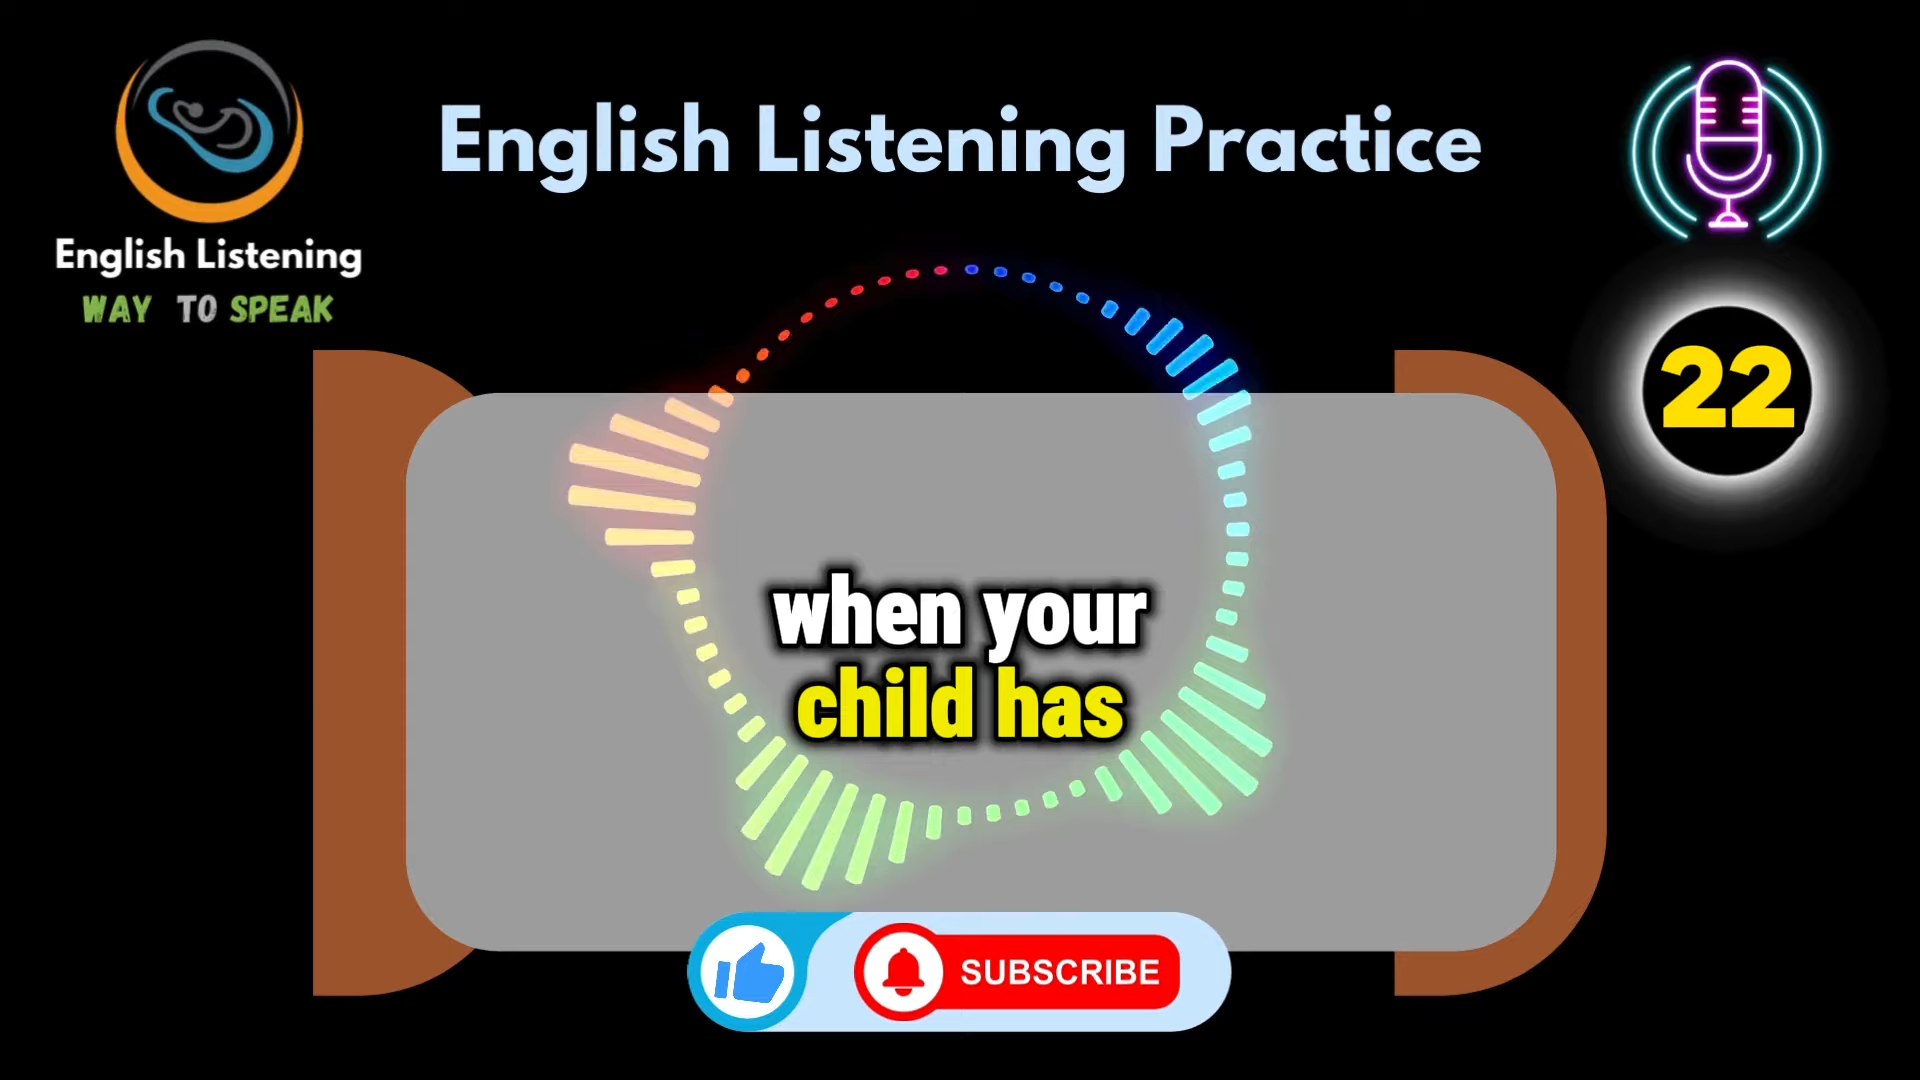 English Listening Practice
English Listening
WAY TO SPEAK
22
when your
child has
SUBSCRIBE